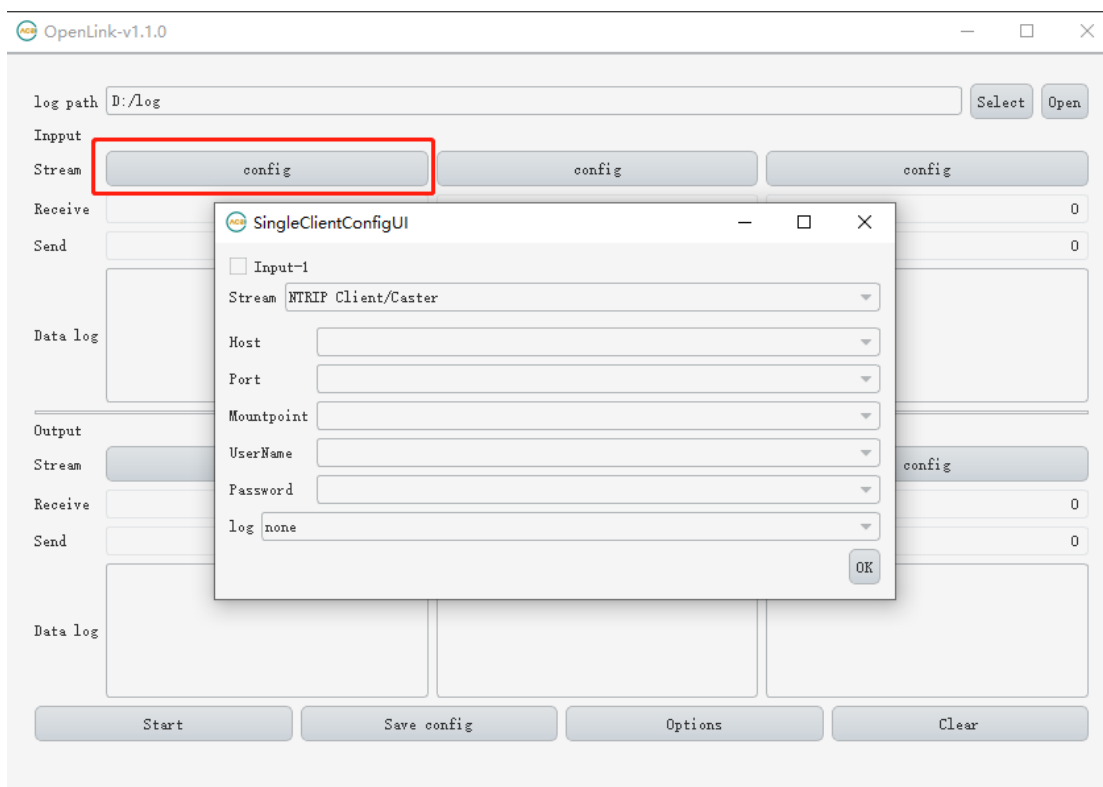 OpenLink-v1.1.0
log path D:/log Select Open
Inpput
Stream config config config
Receive 0
Send 0
Data log
SingleClientConfigUI
Input-1
Stream NTRIP Client/Caster
Host
Port
Mountpoint
UserName
Password
log none
OK
Output
Stream config
Receive 0
Send 0
Data log
Start Save config Options Clear